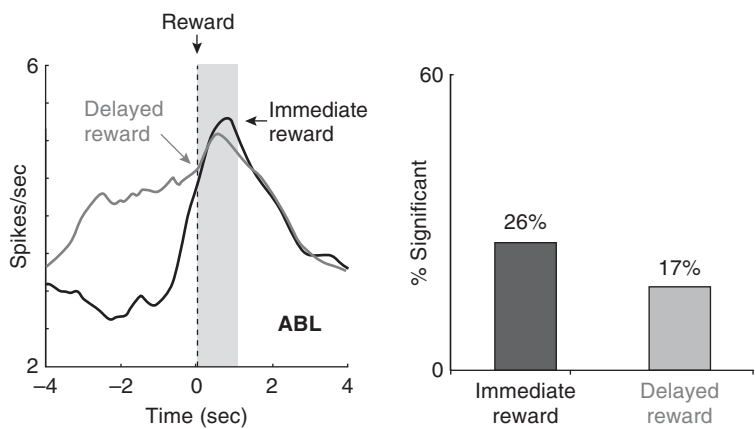 Reward
6
Delayed
reward
Immediate
reward
Spikes/sec
ABL
2
–4
–2
0
2
4
Time (sec)
60
% Significant
26%
17%
0
Immediate
reward
Delayed
reward